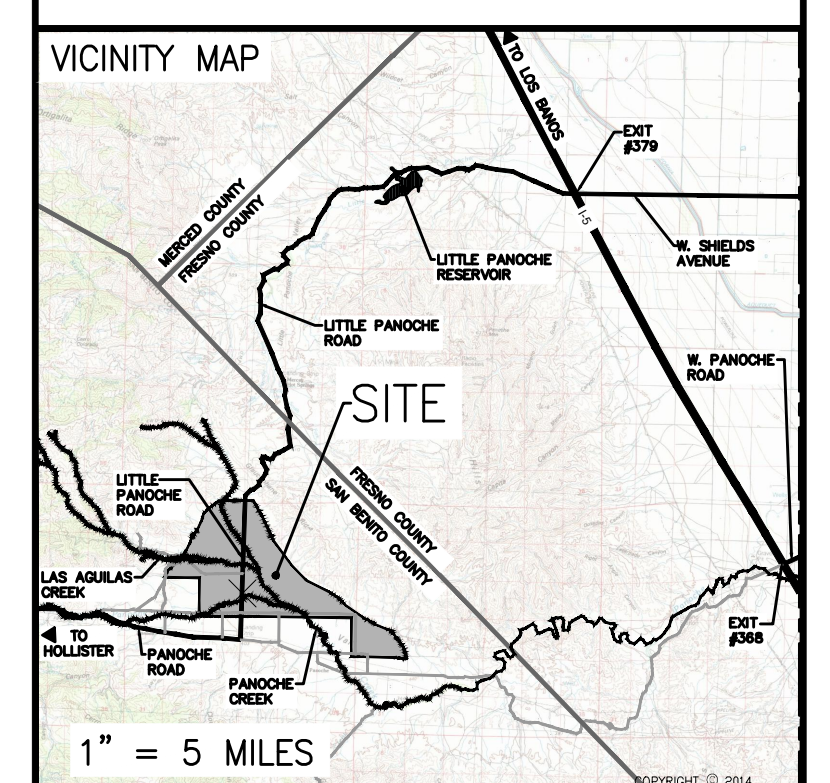 VICINITY MAP
TO LOS BANOS
EXIT
#379
MERCED COUNTY
FRESNO COUNTY
I-5
W. SHIELDS
AVENUE
LITTLE PANOCHE
RESERVOIR
LITTLE PANOCHE
ROAD
W. PANOCHE
ROAD
SITE
LITTLE
PANOCHE
ROAD
FRESNO COUNTY
SAN BENITO COUNTY
LAS AGUILAS
CREEK
TO
HOLLISTER
PANOCHE
ROAD
PANOCHE
CREEK
EXIT
#368
1" = 5 MILES
COPYRIGHT © 2014